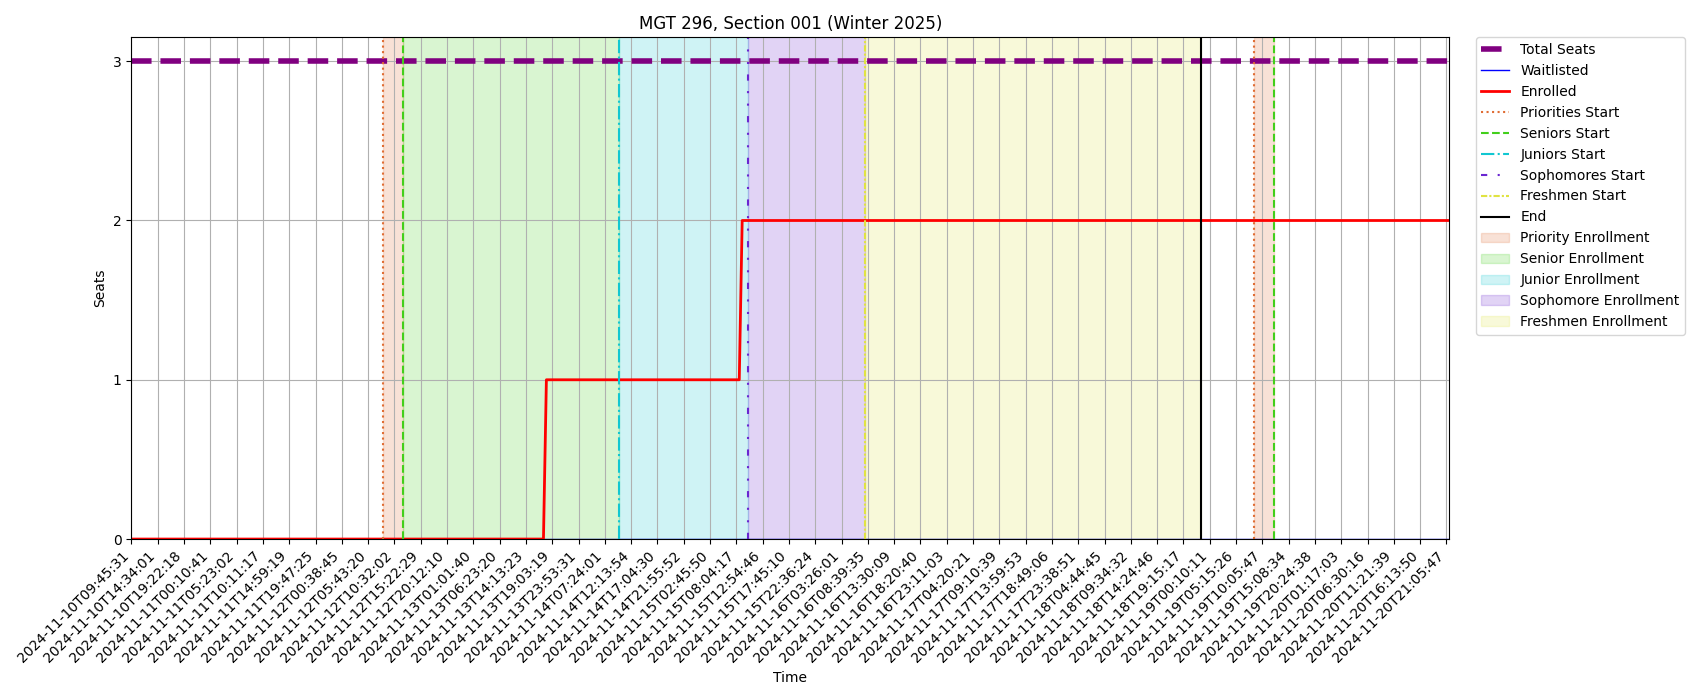 MGT 296, Section 001 (Winter 2025)
Seats
3
2
1
0
2024-11-10T09:45:31
2024-11-10T14:34:01
2024-11-10T19:22:18
2024-11-11T00:10:41
2024-11-11T05:23:02
2024-11-11T10:11:17
2024-11-11T14:59:19
2024-11-11T19:47:25
2024-11-12T00:38:45
2024-11-12T05:43:20
2024-11-12T10:32:02
2024-11-12T15:22:29
2024-11-12T20:12:10
2024-11-13T01:01:40
2024-11-13T06:23:20
2024-11-13T14:13:23
2024-11-13T19:03:19
2024-11-13T23:53:31
2024-11-14T07:24:01
2024-11-14T12:13:54
2024-11-14T17:04:30
2024-11-14T21:55:52
2024-11-15T02:45:50
2024-11-15T08:04:17
2024-11-15T12:54:46
2024-11-15T17:45:10
2024-11-15T22:36:24
2024-11-16T03:26:01
2024-11-16T08:39:35
2024-11-16T13:30:09
2024-11-16T18:20:40
2024-11-16T23:11:03
2024-11-17T04:20:21
2024-11-17T09:10:39
2024-11-17T13:59:53
2024-11-17T18:49:06
2024-11-17T23:38:51
2024-11-18T04:44:45
2024-11-18T09:34:32
2024-11-18T14:24:46
2024-11-18T19:15:17
2024-11-19T00:10:11
2024-11-19T05:15:26
2024-11-19T10:05:47
2024-11-19T15:08:34
2024-11-19T20:24:38
2024-11-20T01:17:03
2024-11-20T06:30:16
2024-11-20T11:21:39
2024-11-20T16:13:50
2024-11-20T21:05:47
Time
Total Seats
Waitlisted
Enrolled
Priorities Start
Seniors Start
Juniors Start
Sophomores Start
Freshmen Start
End
Priority Enrollment
Senior Enrollment
Junior Enrollment
Sophomore Enrollment
Freshmen Enrollment